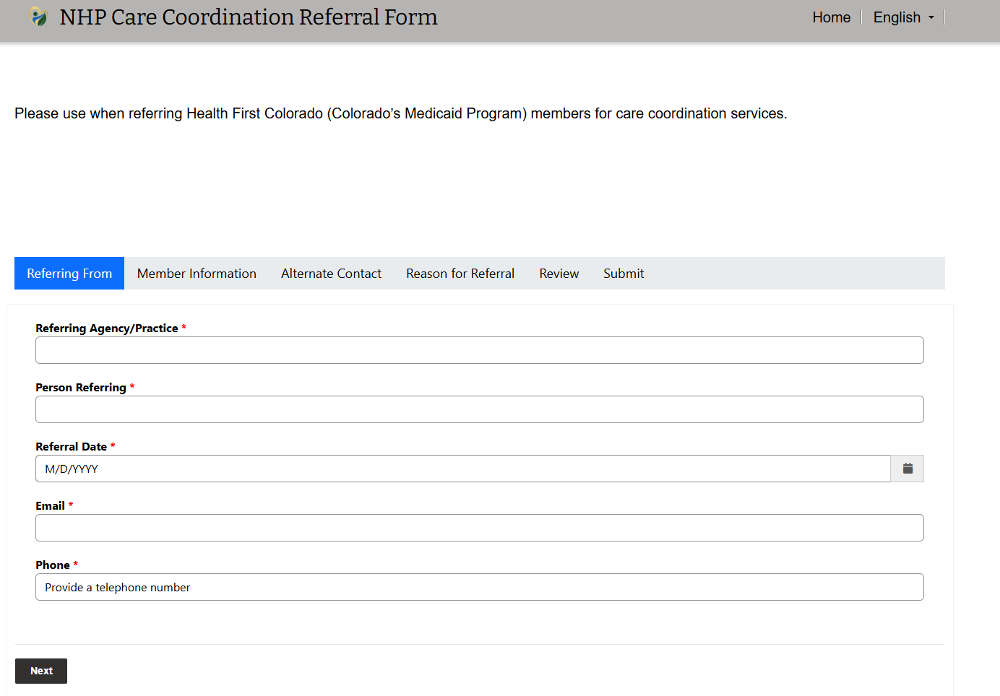 NHP Care Coordination Referral Form
Home
English
Please use when referring Health First Colorado (Colorado’s Medicaid Program) members for care coordination services.
Referring From
Member Information
Alternate Contact
Reason for Referral
Review
Submit
Referring Agency/Practice *
Person Referring *
Referral Date *
M/D/YYYY
Email *
Phone *
Provide a telephone number
Next